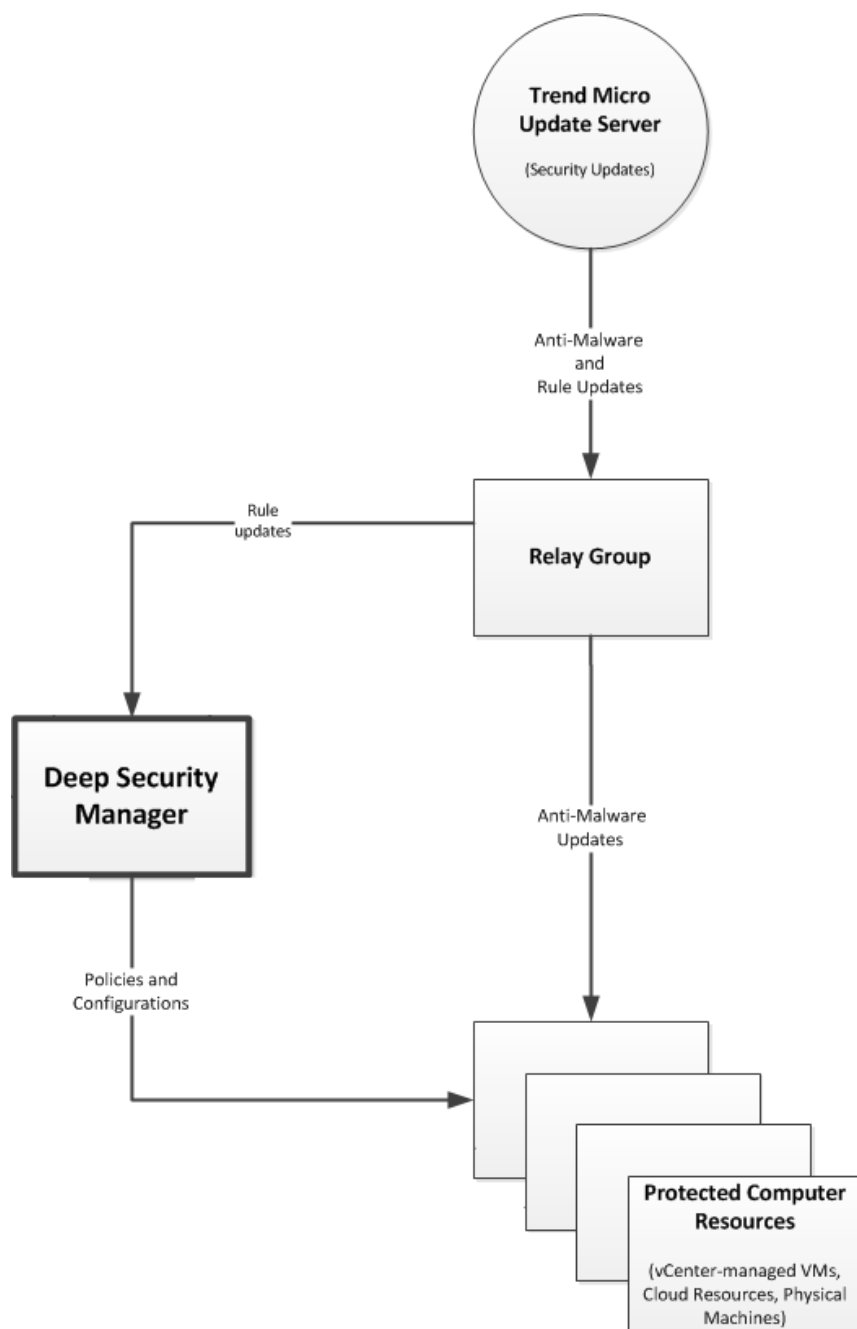 Trend Micro
Update Server
(Security Updates)
Anti-Malware
and
Rule Updates
Rule
updates
Relay Group
Deep Security
Manager
Anti-Malware
Updates
Policies and
Configurations
Protected Computer
Resources
(vCenter-managed VMs,
Cloud Resources, Physical
Machines)